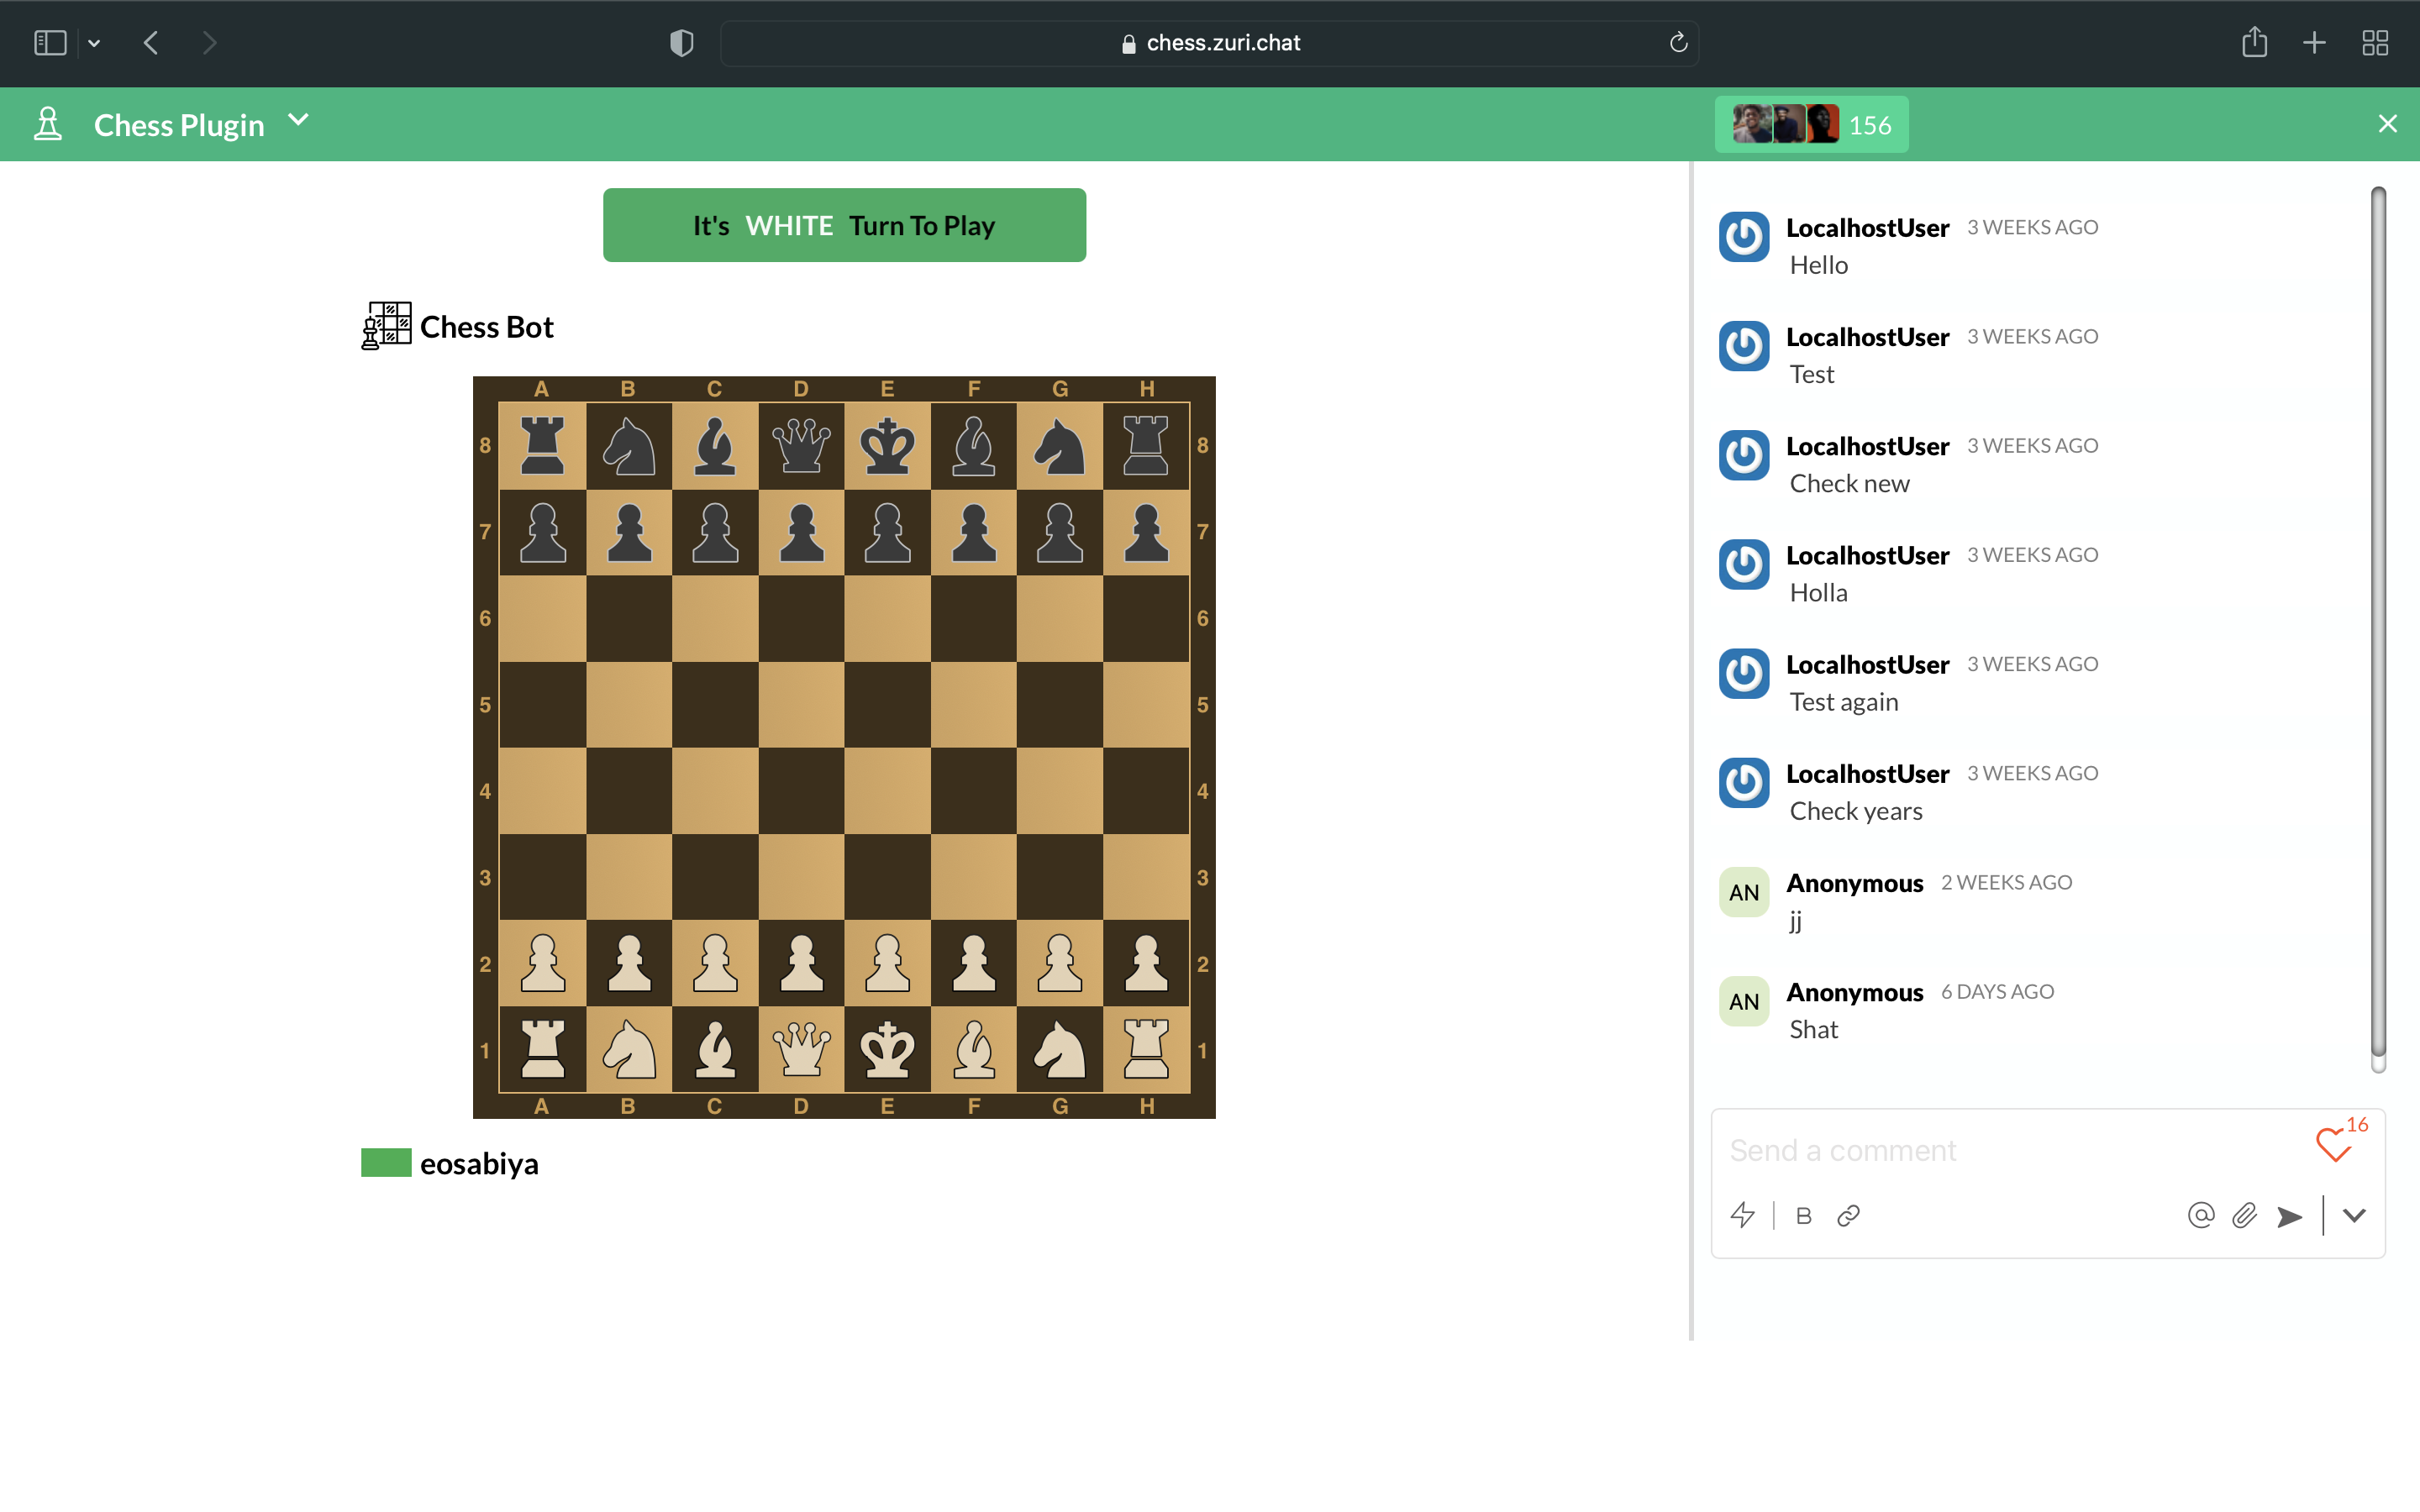 chess.zuri.chat
Chess Plugin
156
It's WHITE Turn To Play
Chess Bot
A B C D E F G H
8 8
7 7
6 6
5 5
4 4
3 3
2 2
1 1
A B C D E F G H
eosabiya
LocalhostUser 3 WEEKS AGO
Hello
LocalhostUser 3 WEEKS AGO
Test
LocalhostUser 3 WEEKS AGO
Check new
LocalhostUser 3 WEEKS AGO
Holla
LocalhostUser 3 WEEKS AGO
Test again
LocalhostUser 3 WEEKS AGO
Check years
AN Anonymous 2 WEEKS AGO
jj
AN Anonymous 6 DAYS AGO
Shat
16
Send a comment
B